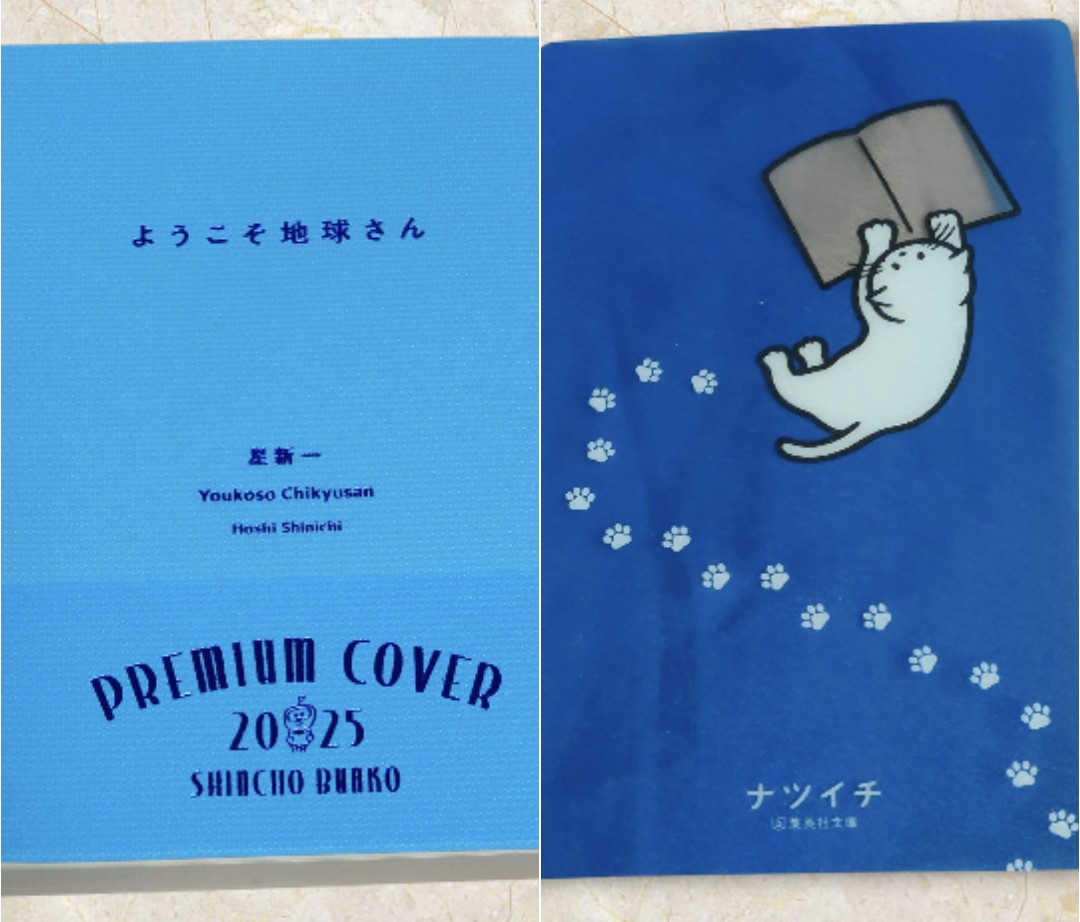 ようこそ地球さん
星新一
Youkoso Chikyusan
Hoshi Shinichi
PREMIUM COVER
2025
SHINCHO BUNKO
ナツイチ
集英社文庫